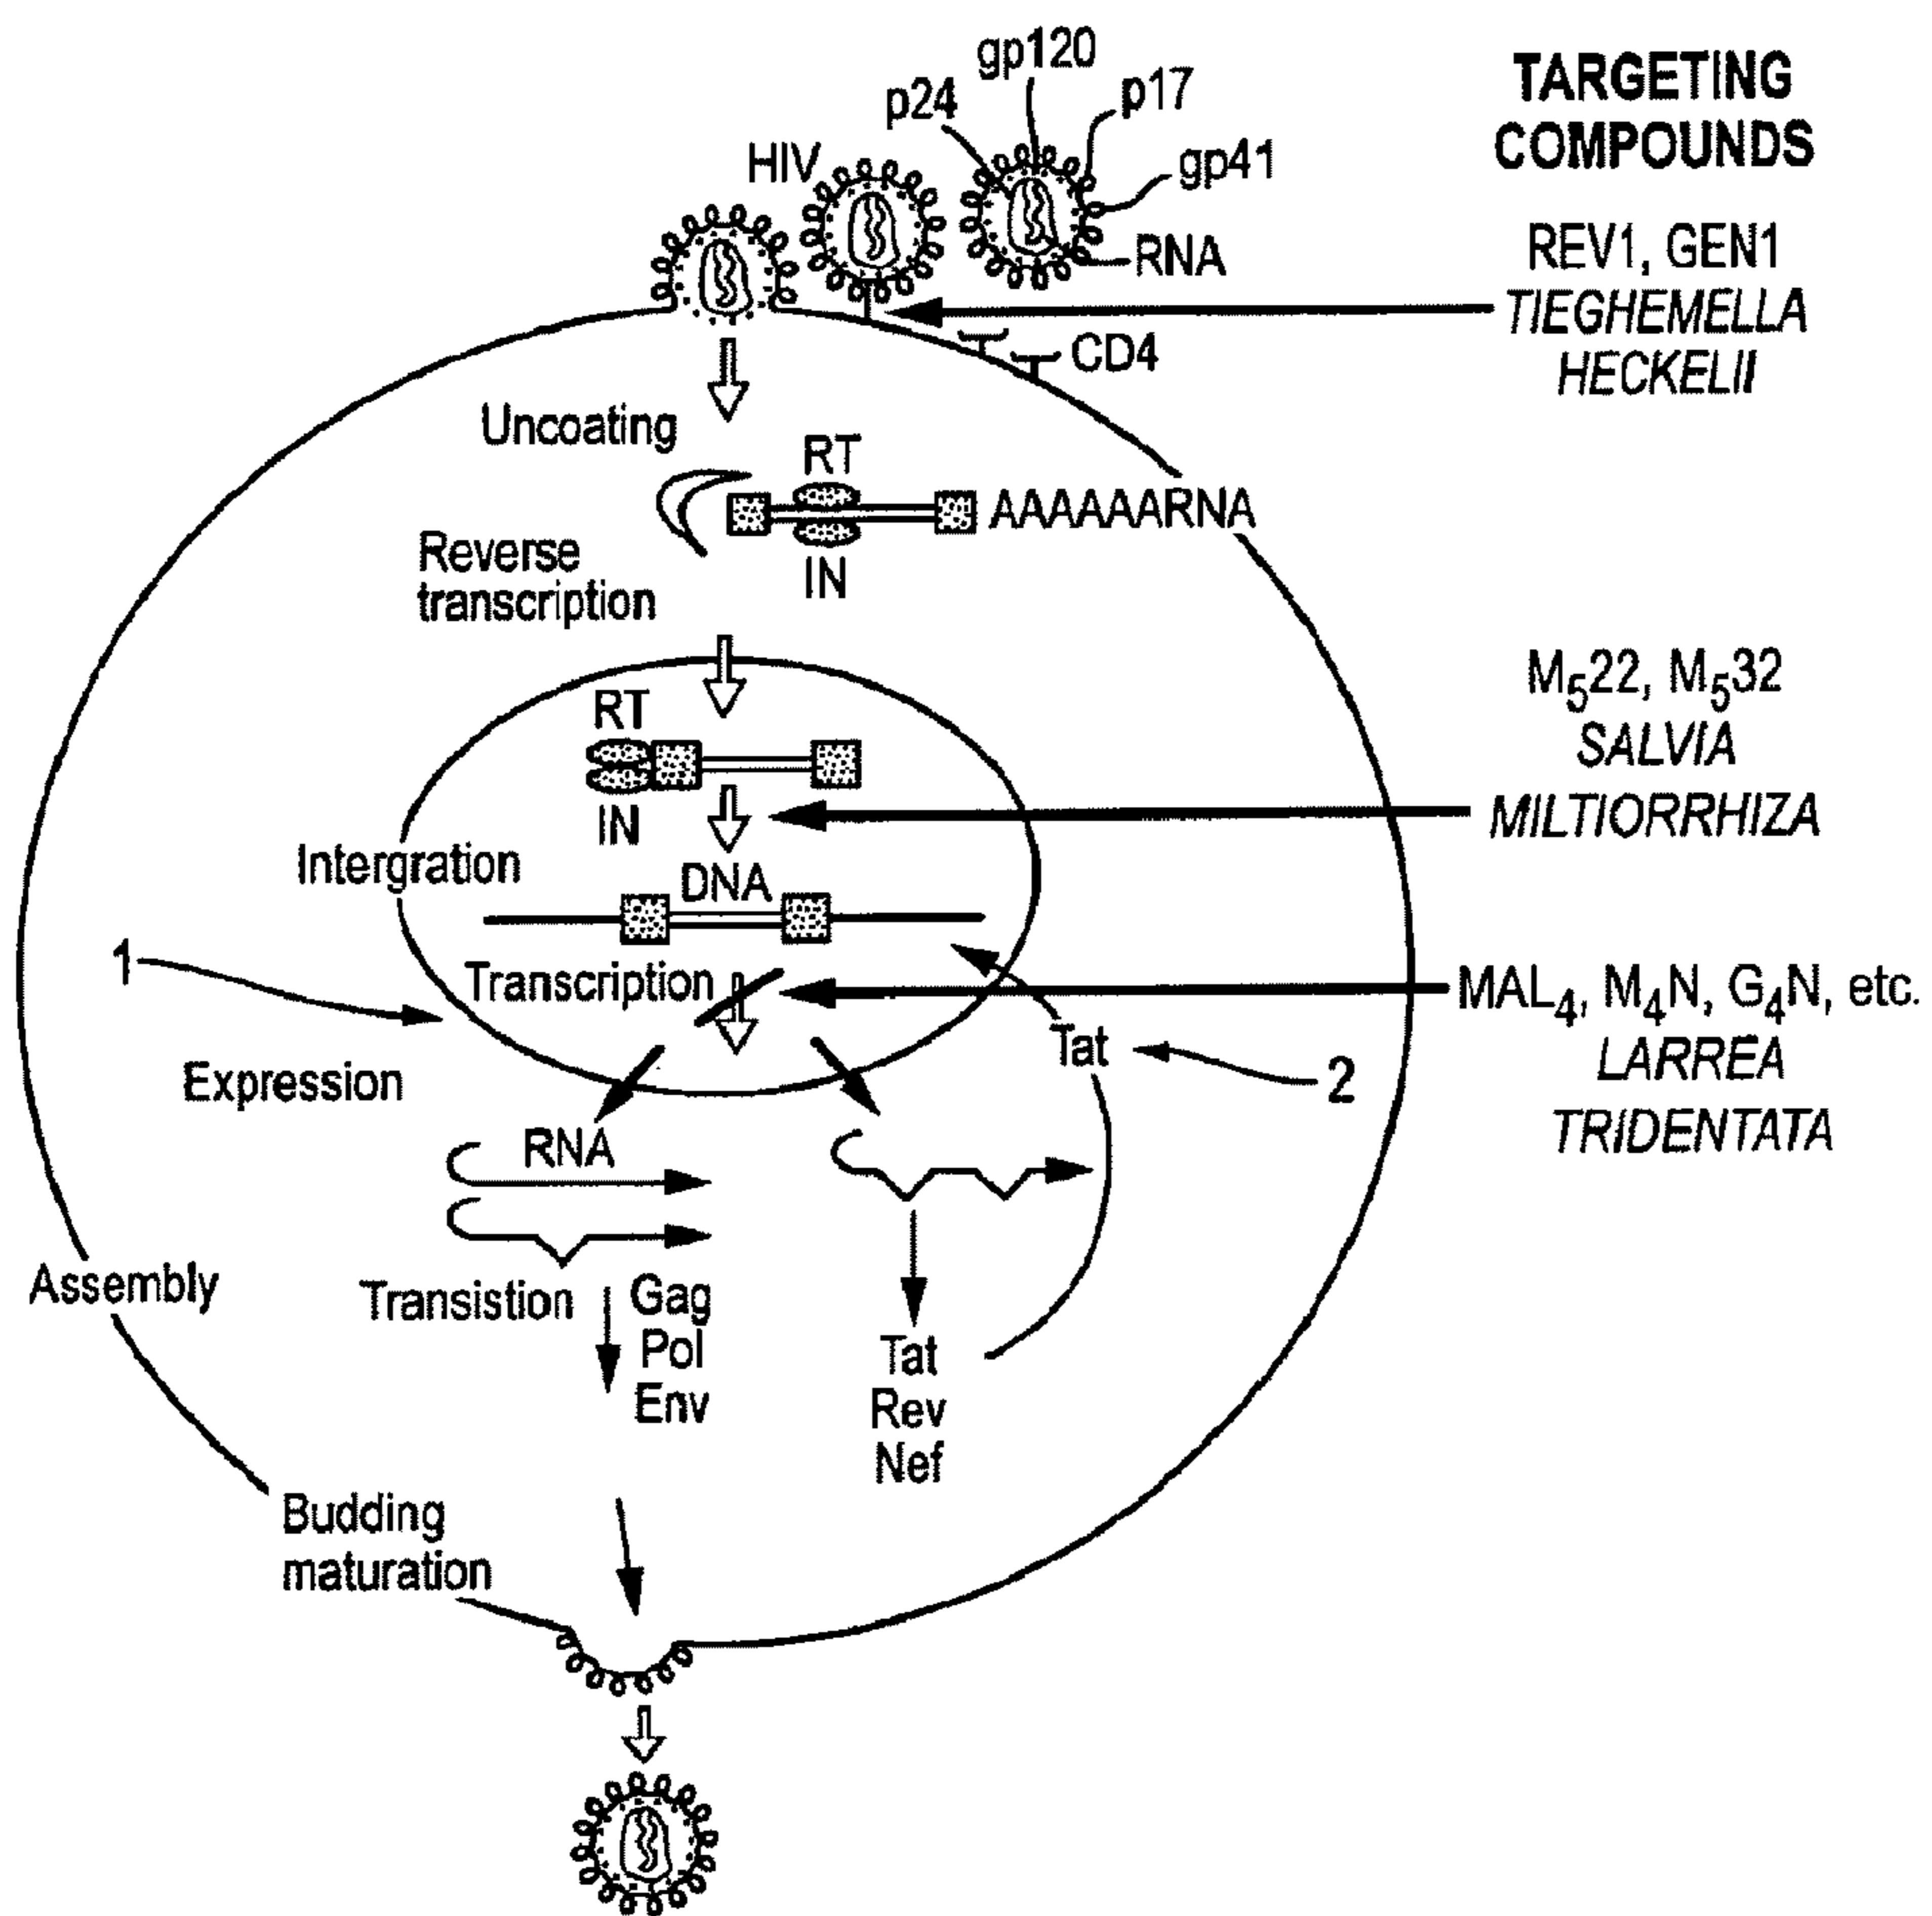 gp120
p24
p17
HIV
gp41
RNA
CD4
TARGETING
COMPOUNDS
REV1, GEN1
TIEGHEMELLA
HECKELII
Uncoating
RT
AAAAAARNA
IN
Reverse
transcription
RT
IN
M₅22, M₅32
SALVIA
MILTIORRHIZA
Intergration
DNA
1
Transcription
MAL₄, M₄N, G₄N, etc.
LARREA
TRIDENTATA
Tat
2
Expression
RNA
Assembly
Transistion
Gag
Pol
Env
Tat
Rev
Nef
Budding
maturation